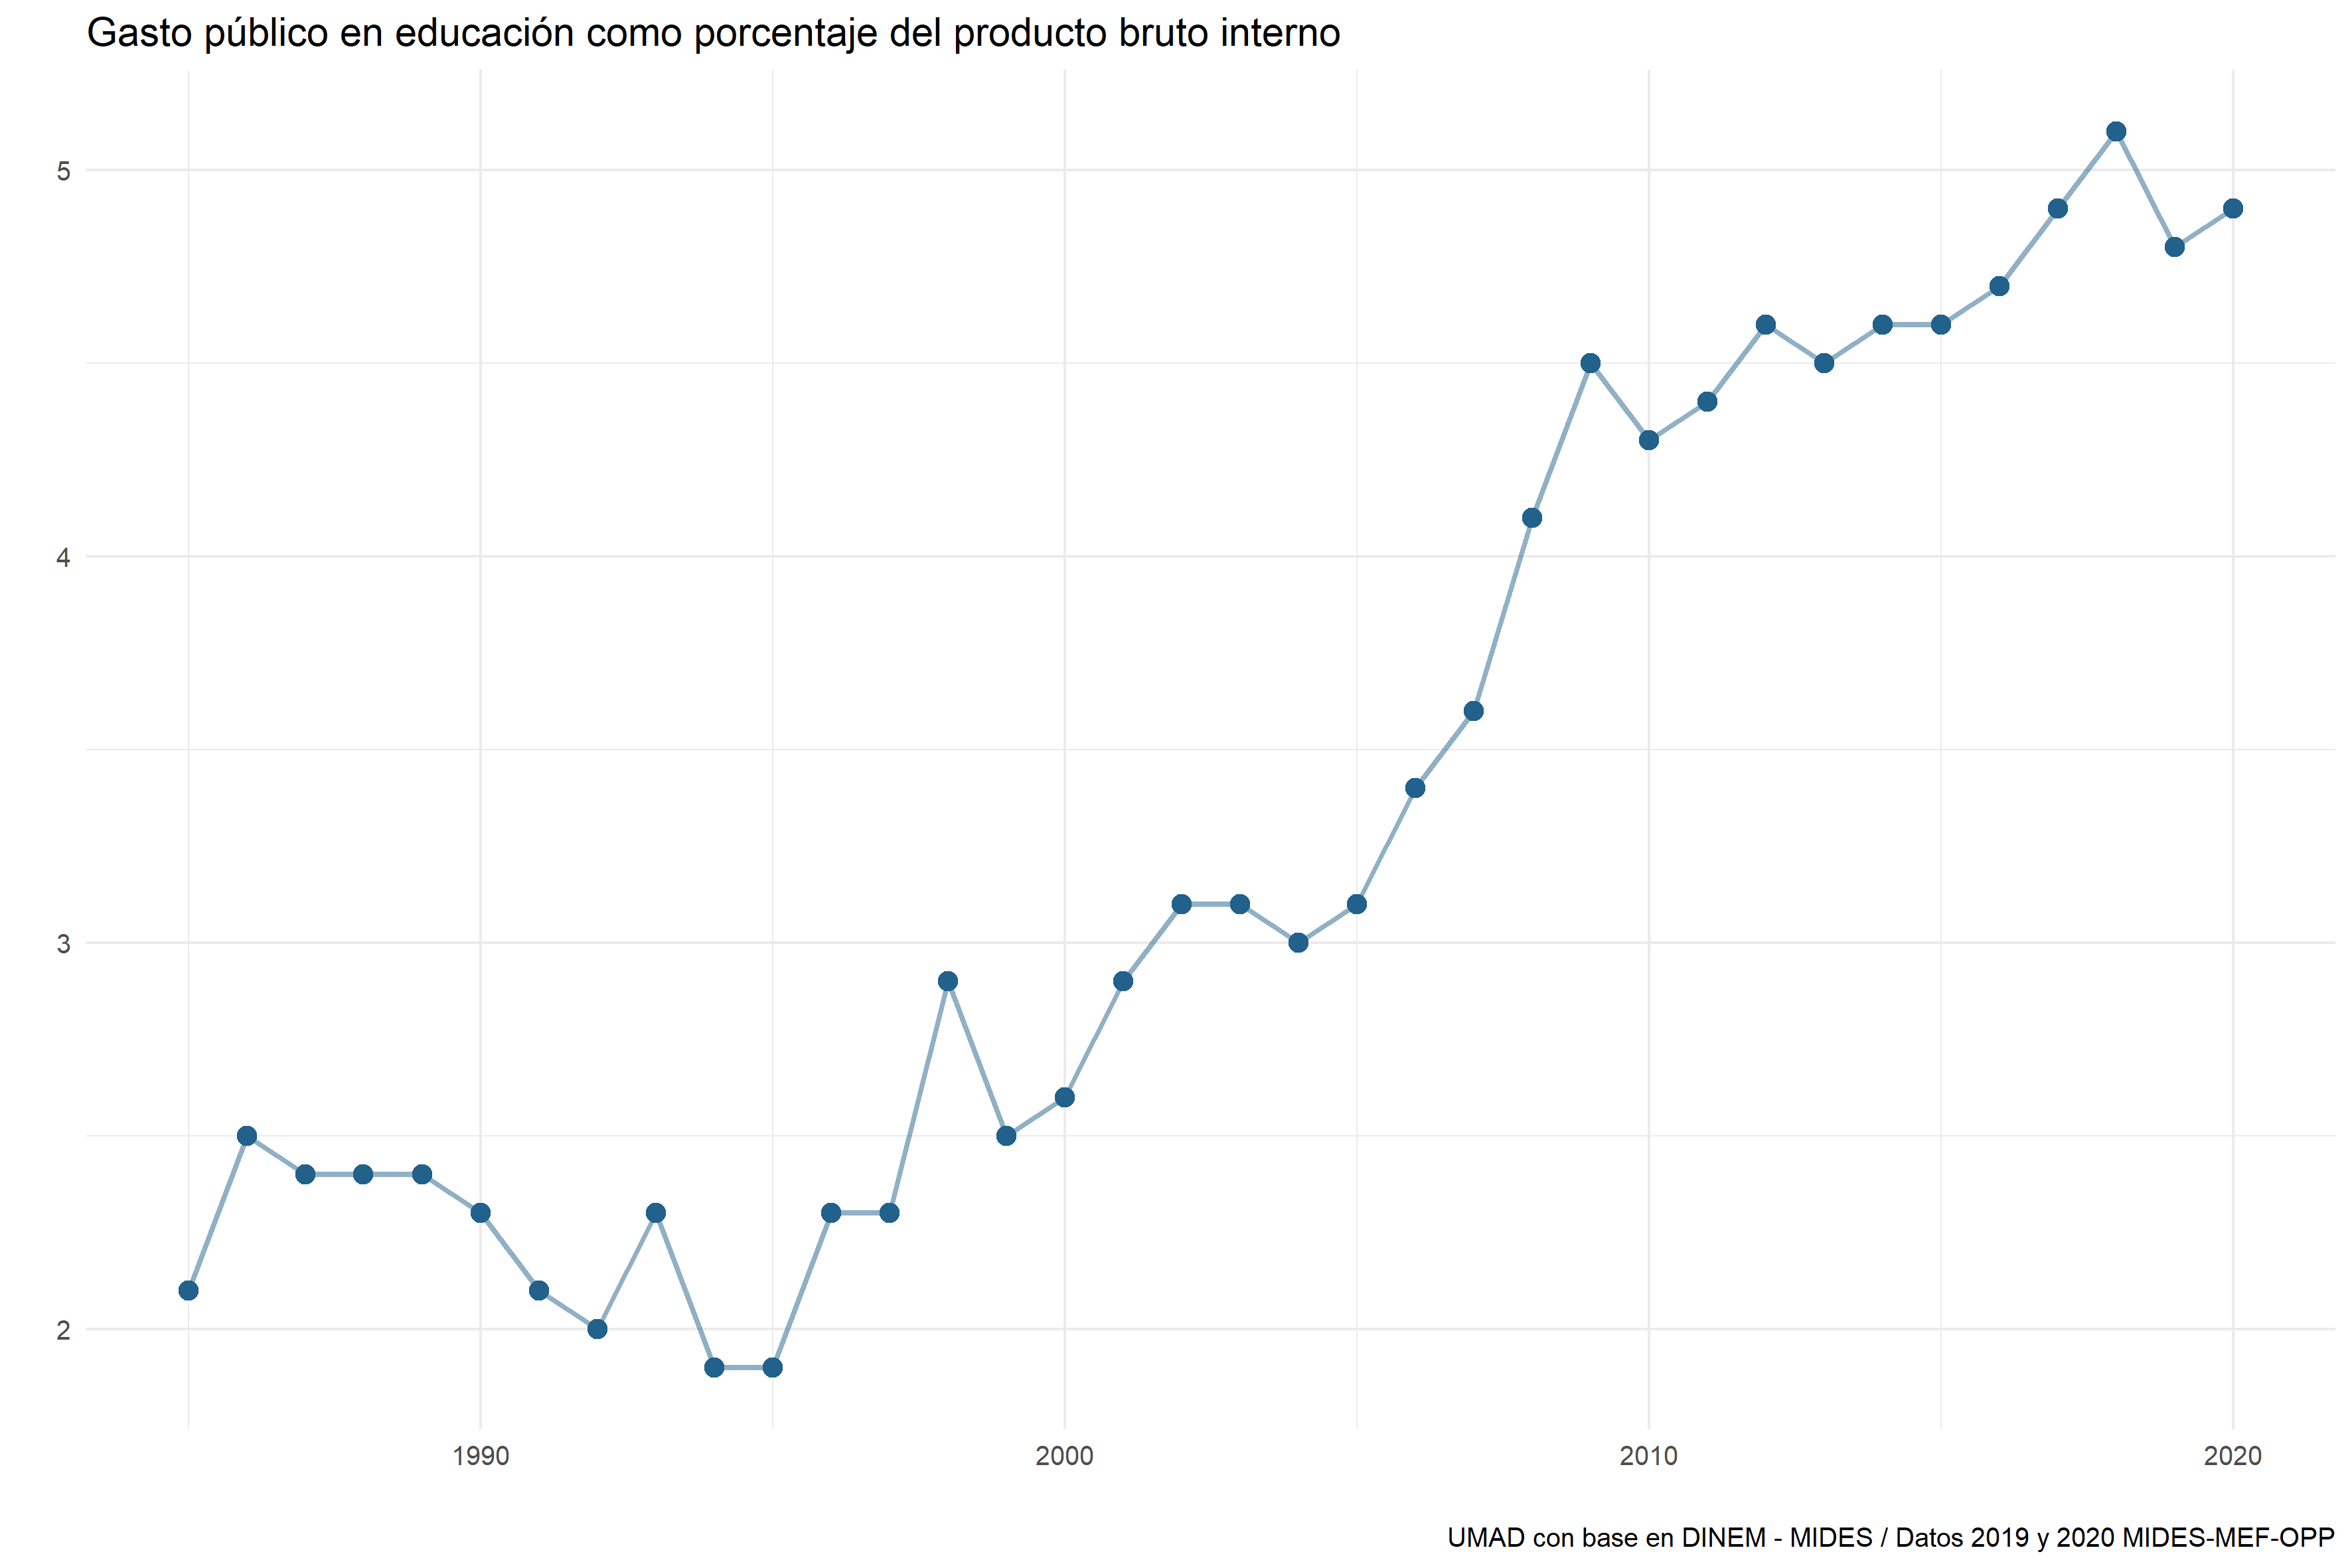 Gasto público en educación como porcentaje del producto bruto interno
5
4
3
2
1990 2000 2010 2020
UMAD con base en DINEM - MIDES / Datos 2019 y 2020 MIDES-MEF-OPP